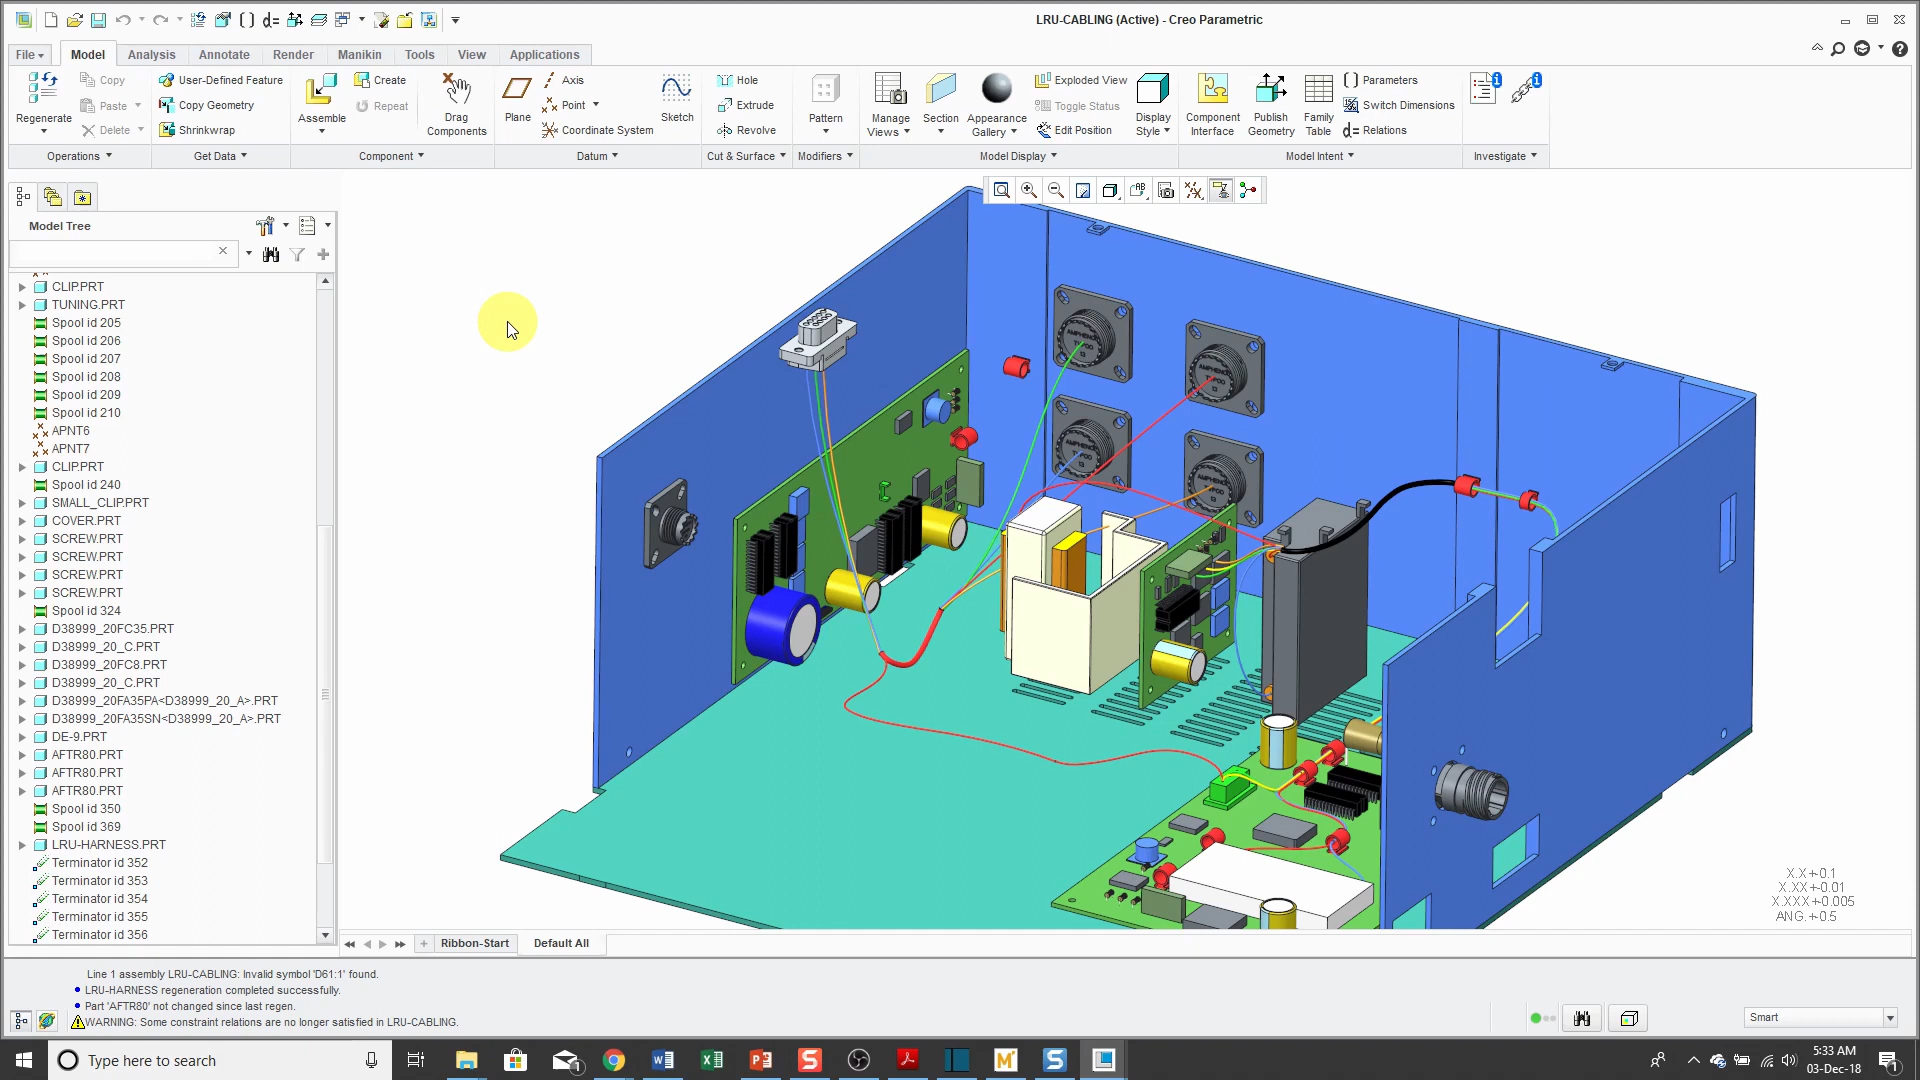 LRU-CABLING (Active) - Creo Parametric
File
Model
Analysis
Annotate
Render
Manikin
Tools
View
Applications
Regenerate
Copy
Paste
Delete
User-Defined Feature
Copy Geometry
Shrinkwrap
Assemble
Create
Repeat
Drag
Components
Plane
Axis
Point
Coordinate System
Sketch
Hole
Extrude
Revolve
Pattern
Manage
Views
Section
Appearance
Gallery
Exploded View
Toggle Status
Edit Position
Display
Style
Component
Interface
Publish
Geometry
Family
Table
Parameters
Switch Dimensions
d= Relations
Operations
Get Data
Component
Datum
Cut & Surface
Modifiers
Model Display
Model Intent
Investigate
Model Tree
CLIP.PRT
TUNING.PRT
Spool id 205
Spool id 206
Spool id 207
Spool id 208
Spool id 209
Spool id 210
APNT6
APNT7
CLIP.PRT
Spool id 240
SMALL_CLIP.PRT
COVER.PRT
SCREW.PRT
SCREW.PRT
SCREW.PRT
SCREW.PRT
Spool id 324
D38999_20FC35.PRT
D38999_20_C.PRT
D38999_20FC8.PRT
D38999_20_C.PRT
D38999_20FA35PA<D38999_20_A>.PRT
D38999_20FA35SN<D38999_20_A>.PRT
DE-9.PRT
AFTR80.PRT
AFTR80.PRT
AFTR80.PRT
Spool id 350
Spool id 369
LRU-HARNESS.PRT
Terminator id 352
Terminator id 353
Terminator id 354
Terminator id 355
Terminator id 356
X.X+-0.1
X.XX+-0.01
X.XXX+-0.005
ANG.+-0.5
Ribbon-Start
Default All
Line 1 assembly LRU-CABLING: Invalid symbol 'D61:1' found.
LRU-HARNESS regeneration completed successfully.
Part 'AFTR80' not changed since last regen.
WARNING: Some constraint relations are no longer satisfied in LRU-CABLING.
Smart
Type here to search
5:33 AM
03-Dec-18